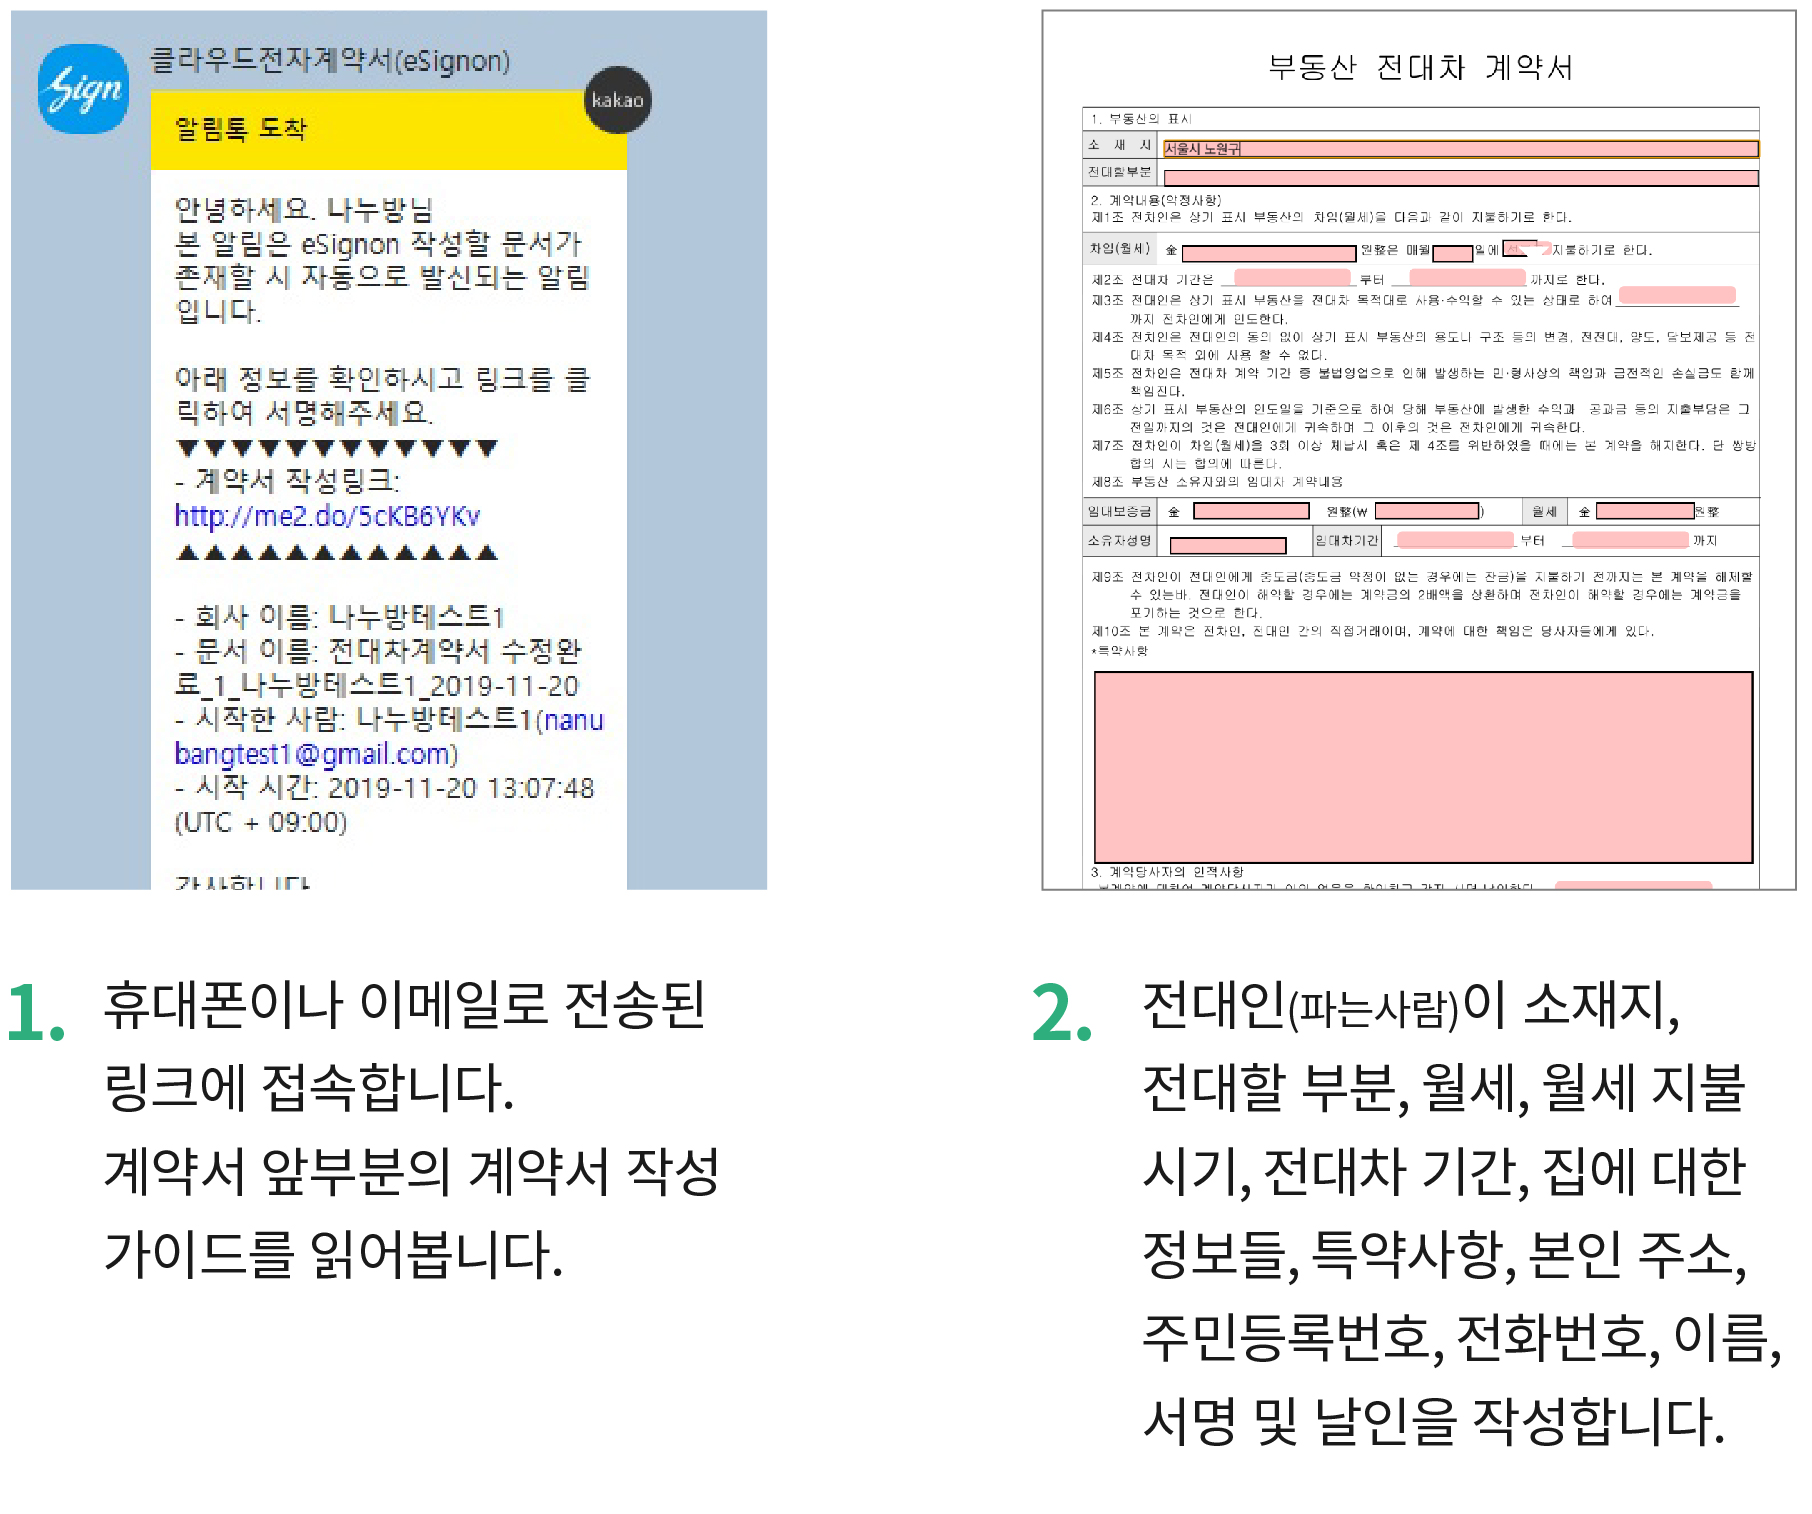 Sign
클라우드전자계약서(eSignon)
kakao
알림톡 도착
안녕하세요. 나누방님
본 알림은 eSignon 작성할 문서가
존재할 시 자동으로 발신되는 알림
입니다.
아래 정보를 확인하시고 링크를 클
릭하여 서명해주세요.
▼▼▼▼▼▼▼▼▼▼▼▼
- 계약서 작성링크:
http://me2.do/5cKB6YKv
▲▲▲▲▲▲▲▲▲▲▲▲
- 회사 이름: 나누방테스트1
- 문서 이름: 전대차계약서 수정완
료_1_나누방테스트1_2019-11-20
- 시작한 사람: 나누방테스트1(nanu
bangtest1@gmail.com)
- 시작 시간: 2019-11-20 13:07:48
(UTC + 09:00)
감사합니다
부동산 전대차 계약서
1. 부동산의 표시
소 재 지 서울시 노원구
전대할부분
2. 계약내용(약정사항)
제1조 전차인은 상기 표시 부동산의 차임(월세)을 다음과 같이 지불하기로 한다.
차임(월세) 金 원整은 매월 일에 지불하기로 한다.
제2조 전대차 기간은 부터 까지로 한다.
제3조 전대인은 상기 표시 부동산을 전대차 목적대로 사용·수익할 수 있는 상태로 하여
까지 전차인에게 인도한다.
제4조 전차인은 전대인의 동의 없이 상기 표시 부동산의 용도나 구조 등의 변경, 전전대, 양도, 담보제공 등 전
대차 목적 외에 사용 할 수 없다.
제5조 전차인은 전대차 계약 기간 중 불법영업으로 인해 발생하는 민·형사상의 책임과 금전적인 손실금도 함께
책임진다.
제6조 상기 표시 부동산의 인도일을 기준으로 하여 당해 부동산에 발생한 수익과 공과금 등의 지출부담은 그
전일까지의 것은 전대인에게 귀속하며 그 이후의 것은 전차인에게 귀속한다.
제7조 전차인이 차임(월세)을 3회 이상 체납시 혹은 제 4조를 위반하였을 때에는 본 계약을 해지한다. 단 쌍방
합의 시는 합의에 따른다.
제8조 부동산 소유자와의 임대차 계약내용
임대보증금 金 원整(₩ ) 월세 金 원整
소유자성명 임대차기간 부터 까지
제9조 전차인이 전대인에게 중도금(중도금 약정이 없는 경우에는 잔금)을 지불하기 전까지는 본 계약을 해제할
수 있는바, 전대인이 해약할 경우에는 계약금의 2배액을 상환하며 전차인이 해약할 경우에는 계약금을
포기하는 것으로 한다.
제10조 본 계약은 전차인, 전대인 간의 직접거래이며, 계약에 대한 책임은 당사자들에게 있다.
*특약사항
3. 계약당사자의 인적사항
1. 휴대폰이나 이메일로 전송된
링크에 접속합니다.
계약서 앞부분의 계약서 작성
가이드를 읽어봅니다.
2. 전대인(파는사람)이 소재지,
전대할 부분, 월세, 월세 지불
시기, 전대차 기간, 집에 대한
정보들, 특약사항, 본인 주소,
주민등록번호, 전화번호, 이름,
서명 및 날인을 작성합니다.